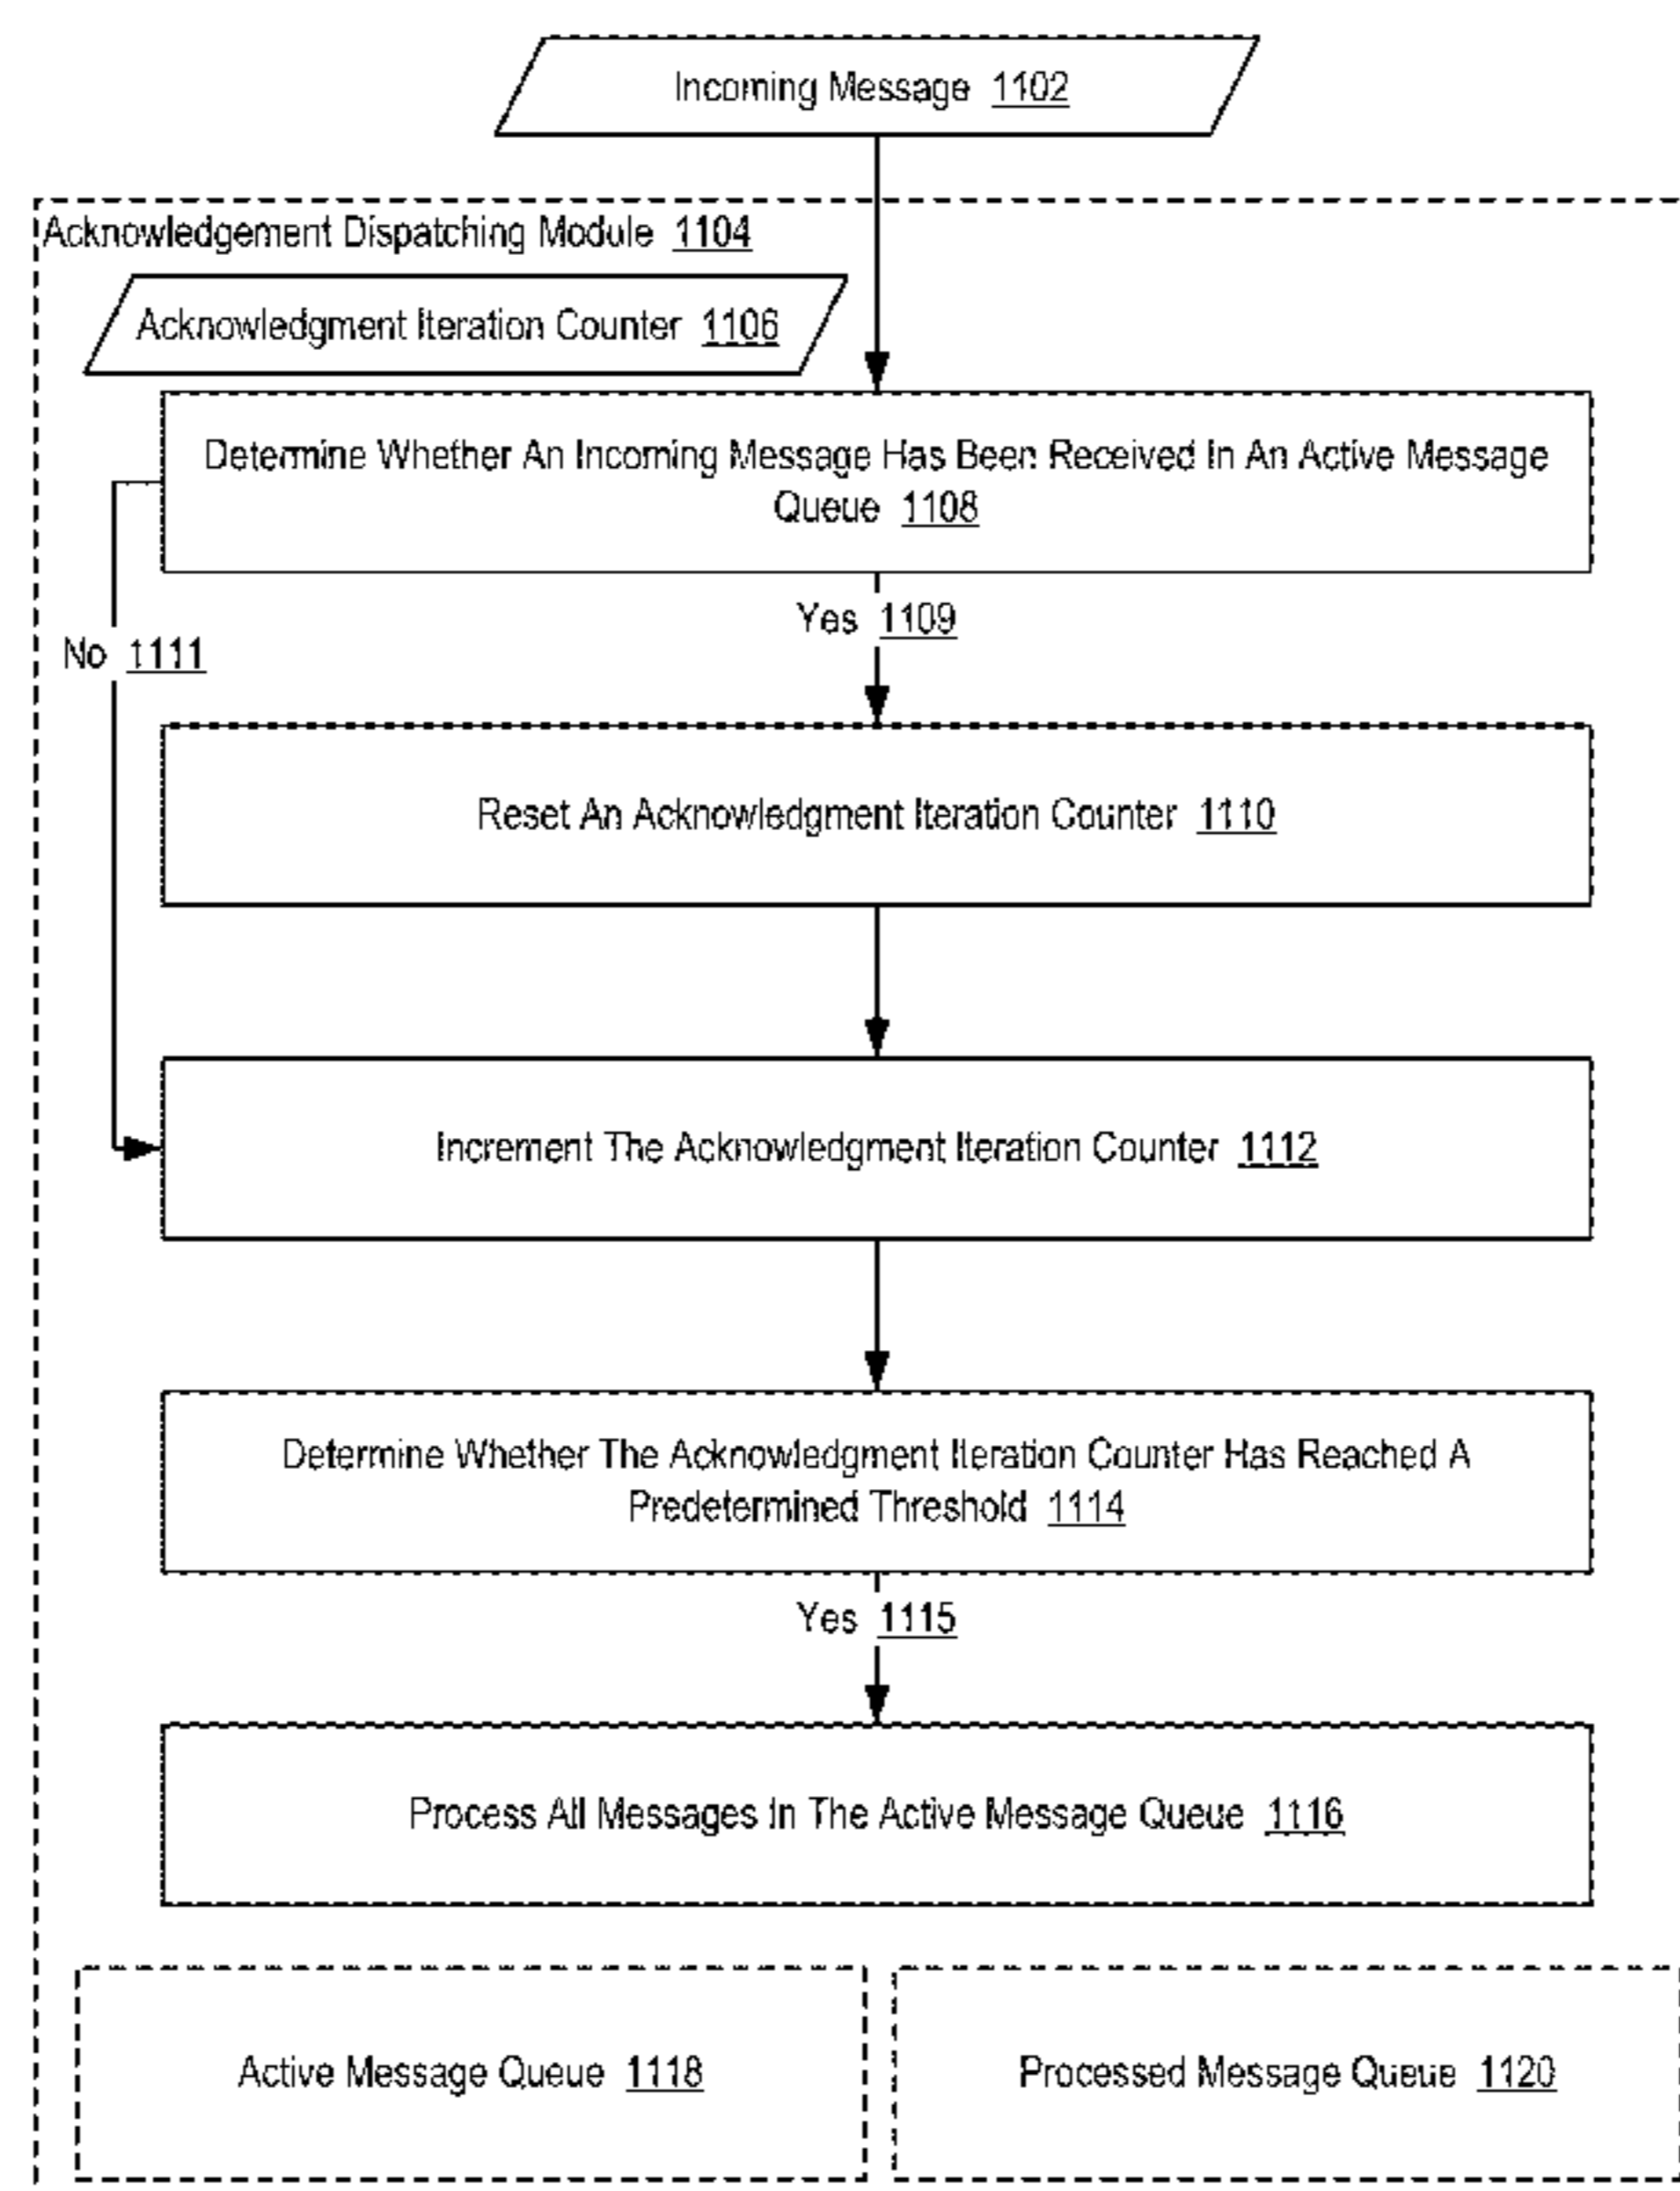 Incoming Message 1102
Acknowledgement Dispatching Module 1104
Acknowledgment Iteration Counter 1106
Determine Whether An Incoming Message Has Been Received In An Active Message
Queue 1108
Yes 1109
No 1111
Reset An Acknowledgment Iteration Counter 1110
Increment The Acknowledgment Iteration Counter 1112
Determine Whether The Acknowledgment Iteration Counter Has Reached A
Predetermined Threshold 1114
Yes 1115
Process All Messages In The Active Message Queue 1116
Active Message Queue 1118
Processed Message Queue 1120